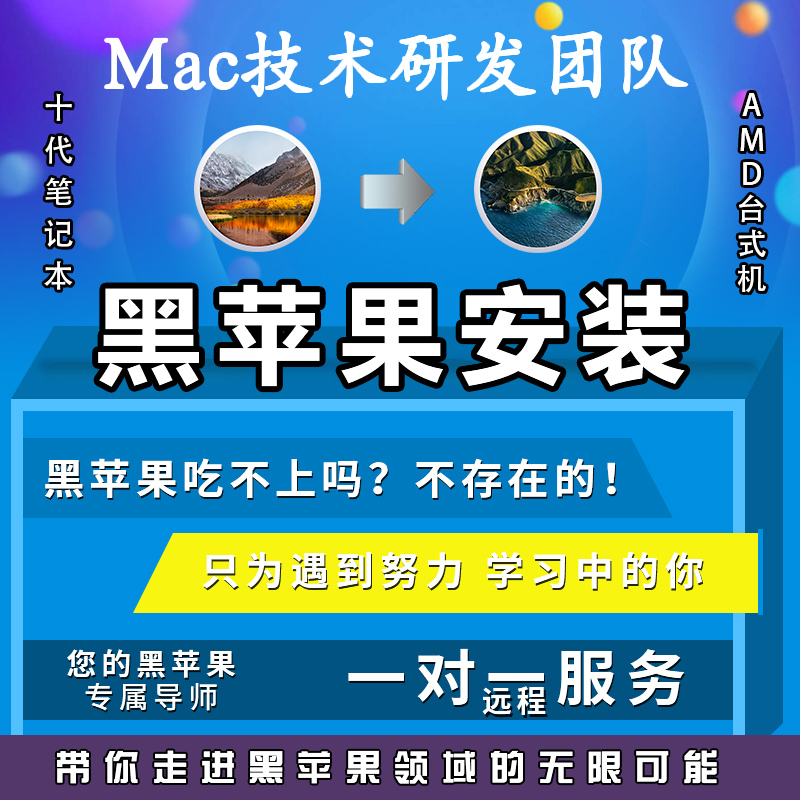 Mac技术研发团队
十代笔记本
AMD台式机
黑苹果安装
黑苹果吃不上吗？不存在的！
只为遇到努力 学习中的你
您的黑苹果
专属导师
一对一服务
远程
带你走进黑苹果领域的无限可能